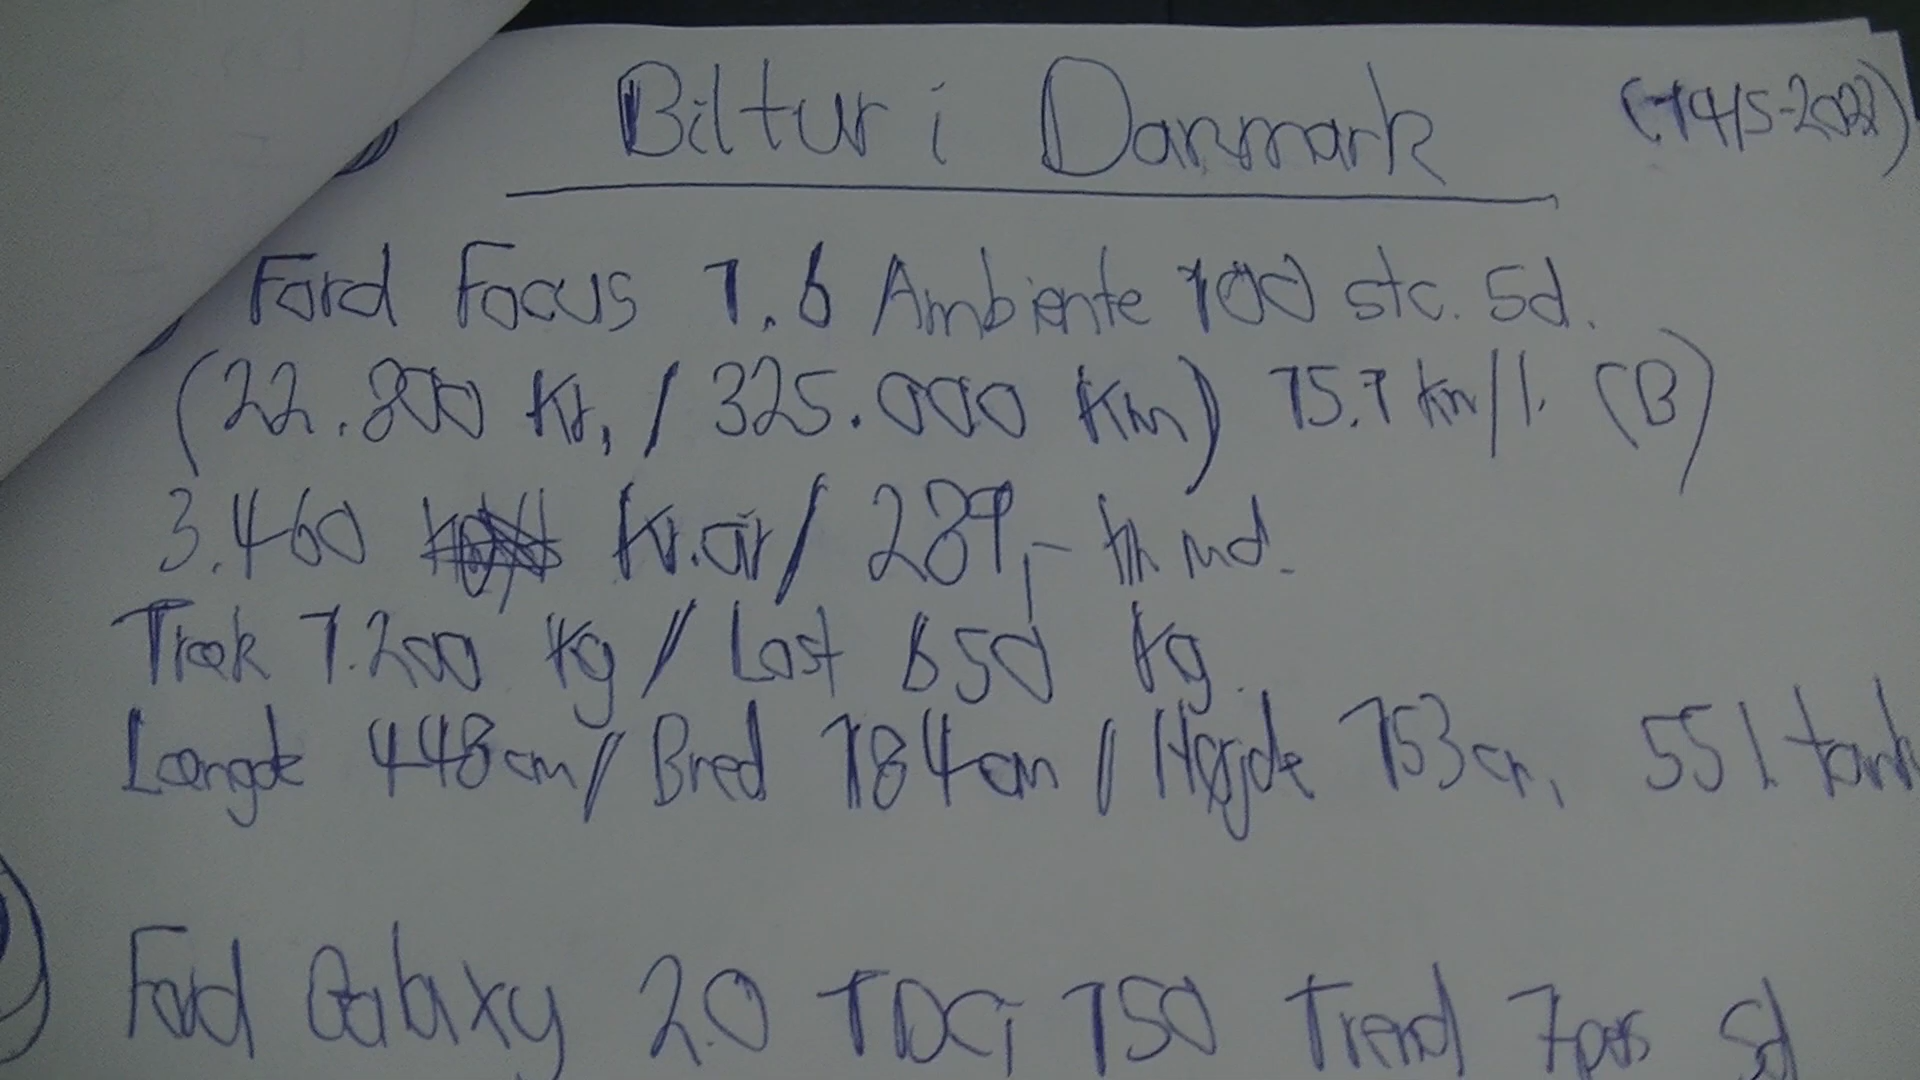 Biltur i Danmark (14/5-2022)
Ford Focus 1.6 Ambiente 100 stc. 5d.
(22.800 Kr. / 325.000 Km) 15.7 km/l. (B)
3.460 Kr. år / 289,- md.
Træk 1.200 Kg / Last 650 Kg.
Længde 448 cm / Bred 184 cm / Højde 153 cm, 55 l. tank
Ford Galaxy 2.0 TDCi 150 Trend 7 pers 5d